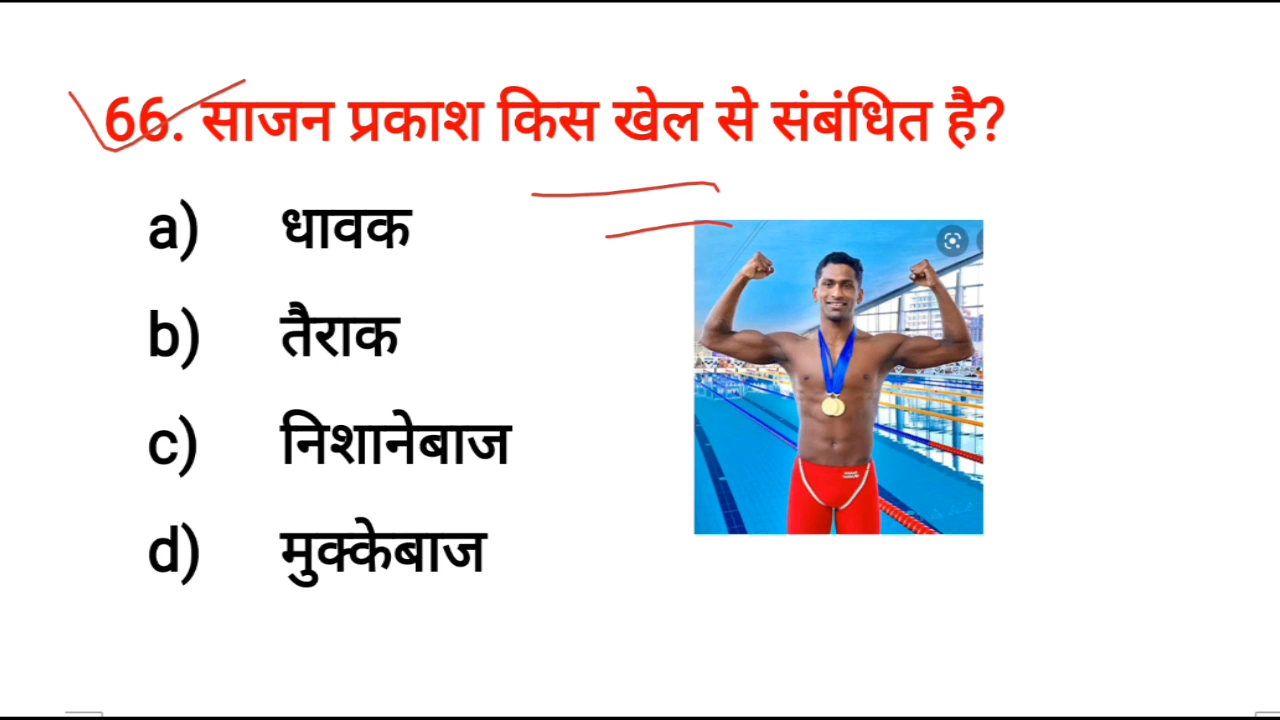 66. साजन प्रकाश किस खेल से संबंधित है?
a) धावक
b) तैराक
c) निशानेबाज
d) मुक्केबाज